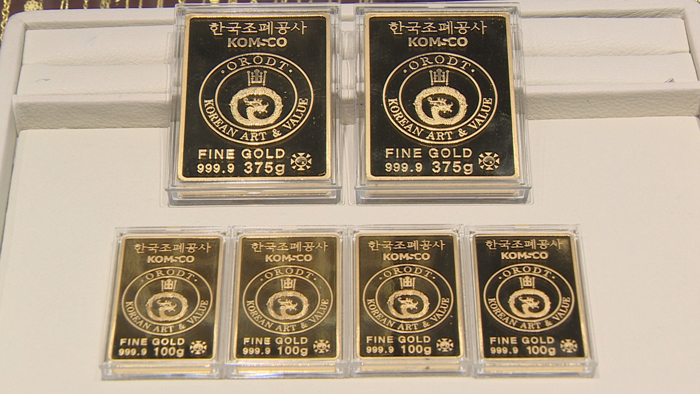 한국조폐공사
KOMSCO
·ORODT·
KOREAN ART & VALUE
FINE GOLD
999.9 375g
한국조폐공사
KOMSCO
·ORODT·
KOREAN ART & VALUE
FINE GOLD
999.9 375g
한국조폐공사
KOMSCO
·ORODT·
KOREAN ART & VALUE
FINE GOLD
999.9 100g
한국조폐공사
KOMSCO
·ORODT·
KOREAN ART & VALUE
FINE GOLD
999.9 100g
한국조폐공사
KOMSCO
·ORODT·
KOREAN ART & VALUE
FINE GOLD
999.9 100g
한국조폐공사
KOMSCO
·ORODT·
KOREAN ART & VALUE
FINE GOLD
999.9 100g